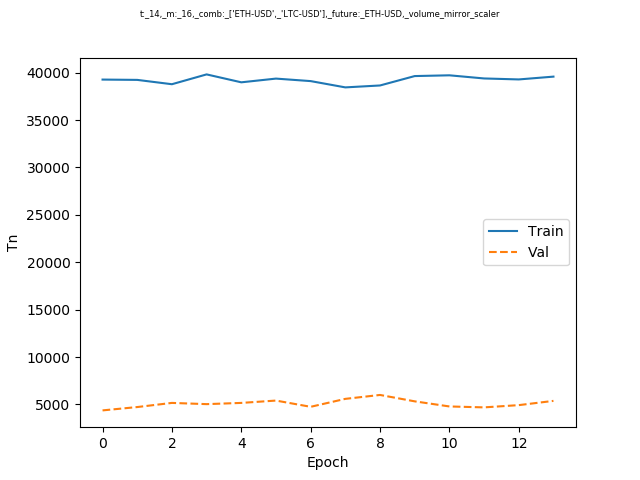 t:_14,_m:_16,_comb:_['ETH-USD',_'LTC-USD'],_future:_ETH-USD,_volume_mirror_scaler
40000
35000
30000
25000
20000
15000
10000
5000
Tn
Train
Val
0 2 4 6 8 10 12
Epoch